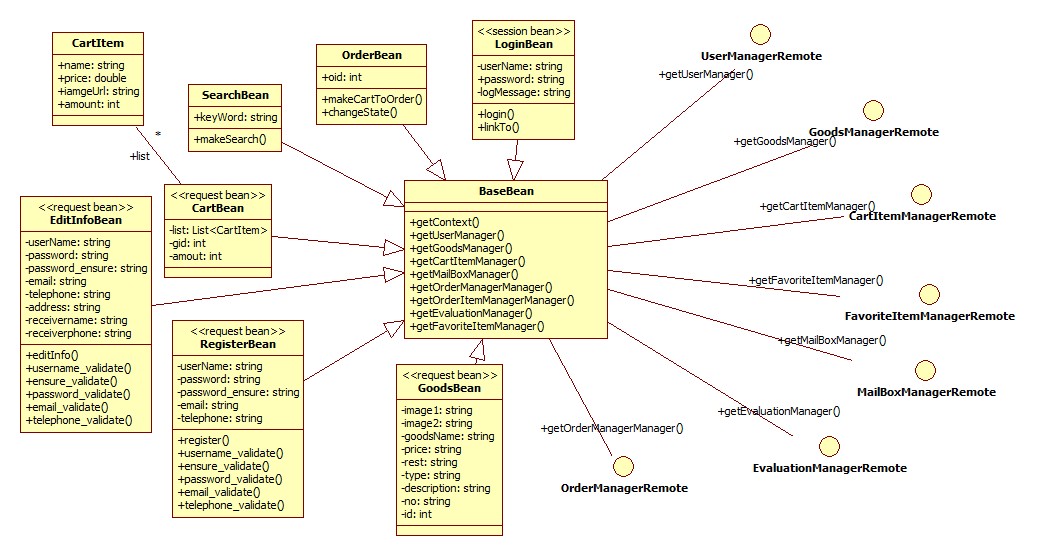 CartItem
+name: string
+price: double
+iamgeUrl: string
+amount: int
*
+list
SearchBean
+keyWord: string
+makeSearch()
OrderBean
+oid: int
+makeCartToOrder()
+changeState()
<<session bean>>
LoginBean
-userName: string
+password: string
-logMessage: string
+login()
+linkTo()
<<request bean>>
CartBean
-list: List<CartItem>
-gid: int
-amout: int
<<request bean>>
EditInfoBean
-userName: string
-password: string
-password_ensure: string
-email: string
-telephone: string
-address: string
-receivername: string
-receiverphone: string
+editInfo()
+username_validate()
+ensure_validate()
+password_validate()
+email_validate()
+telephone_validate()
<<request bean>>
RegisterBean
-userName: string
-password: string
-password_ensure: string
-email: string
-telephone: string
+register()
+username_validate()
+ensure_validate()
+password_validate()
+email_validate()
+telephone_validate()
<<request bean>>
GoodsBean
-image1: string
-image2: string
-goodsName: string
-price: string
-rest: string
-type: string
-description: string
-no: string
-id: int
BaseBean
+getContext()
+getUserManager()
+getGoodsManager()
+getCartItemManager()
+getMailBoxManager()
+getOrderManagerManager()
+getOrderItemManagerManager()
+getEvaluationManager()
+getFavoriteItemManager()
UserManagerRemote
+getUserManager()
GoodsManagerRemote
+getGoodsManager()
+getCartItemManager()
CartItemManagerRemote
+getFavoriteItemManager()
FavoriteItemManagerRemote
+getMailBoxManager()
MailBoxManagerRemote
+getEvaluationManager()
EvaluationManagerRemote
+getOrderManagerManager()
OrderManagerRemote